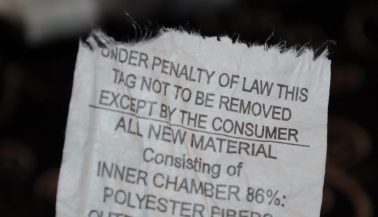 UNDER PENALTY OF LAW THIS
TAG NOT TO BE REMOVED
EXCEPT BY THE CONSUMER
ALL NEW MATERIAL
Consisting of
INNER CHAMBER 86%:
POLYESTER FIBERS